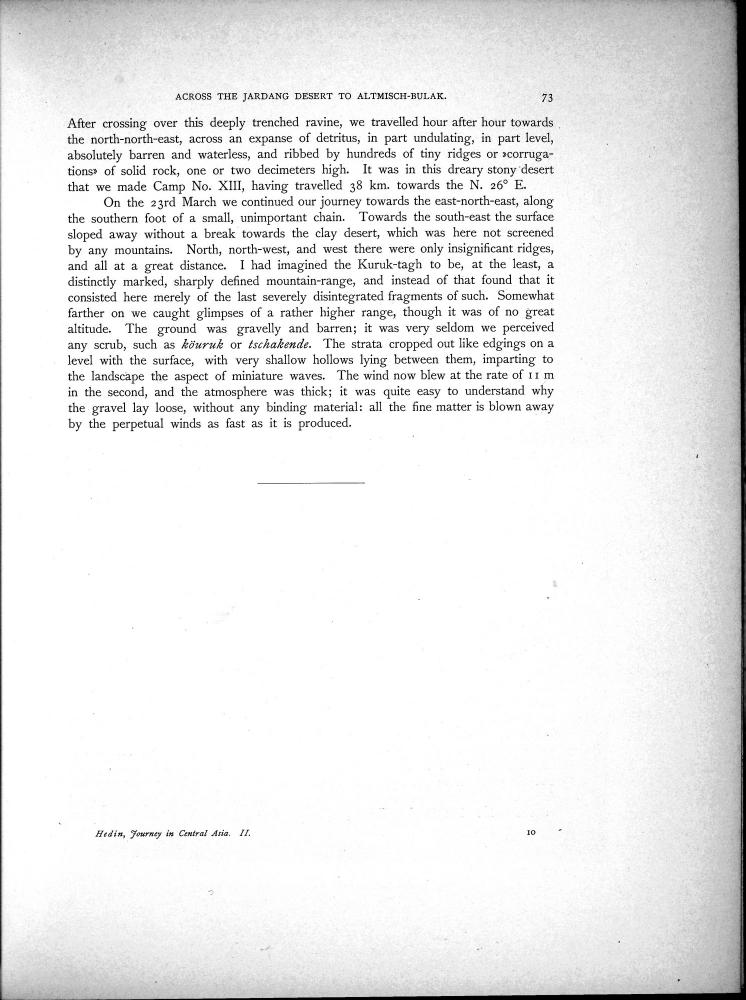 ACROSS THE JARDANG DESERT TO ALTMISCH-BULAK. 73
After crossing over this deeply trenched ravine, we travelled hour after hour towards
the north-north-east, across an expanse of detritus, in part undulating, in part level,
absolutely barren and waterless, and ribbed by hundreds of tiny ridges or »corruga-
tions» of solid rock, one or two decimeters high. It was in this dreary stony desert
that we made Camp No. XIII, having travelled 38 km. towards the N. 26° E.
On the 23rd March we continued our journey towards the east-north-east, along
the southern foot of a small, unimportant chain. Towards the south-east the surface
sloped away without a break towards the clay desert, which was here not screened
by any mountains. North, north-west, and west there were only insignificant ridges,
and all at a great distance. I had imagined the Kuruk-tagh to be, at the least, a
distinctly marked, sharply defined mountain-range, and instead of that found that it
consisted here merely of the last severely disintegrated fragments of such. Somewhat
farther on we caught glimpses of a rather higher range, though it was of no great
altitude. The ground was gravelly and barren; it was very seldom we perceived
any scrub, such as köuruk or tschakende. The strata cropped out like edgings on a
level with the surface, with very shallow hollows lying between them, imparting to
the landscape the aspect of miniature waves. The wind now blew at the rate of 11 m
in the second, and the atmosphere was thick; it was quite easy to understand why
the gravel lay loose, without any binding material: all the fine matter is blown away
by the perpetual winds as fast as it is produced.
Hedin, Journey in Central Asia. II. 10